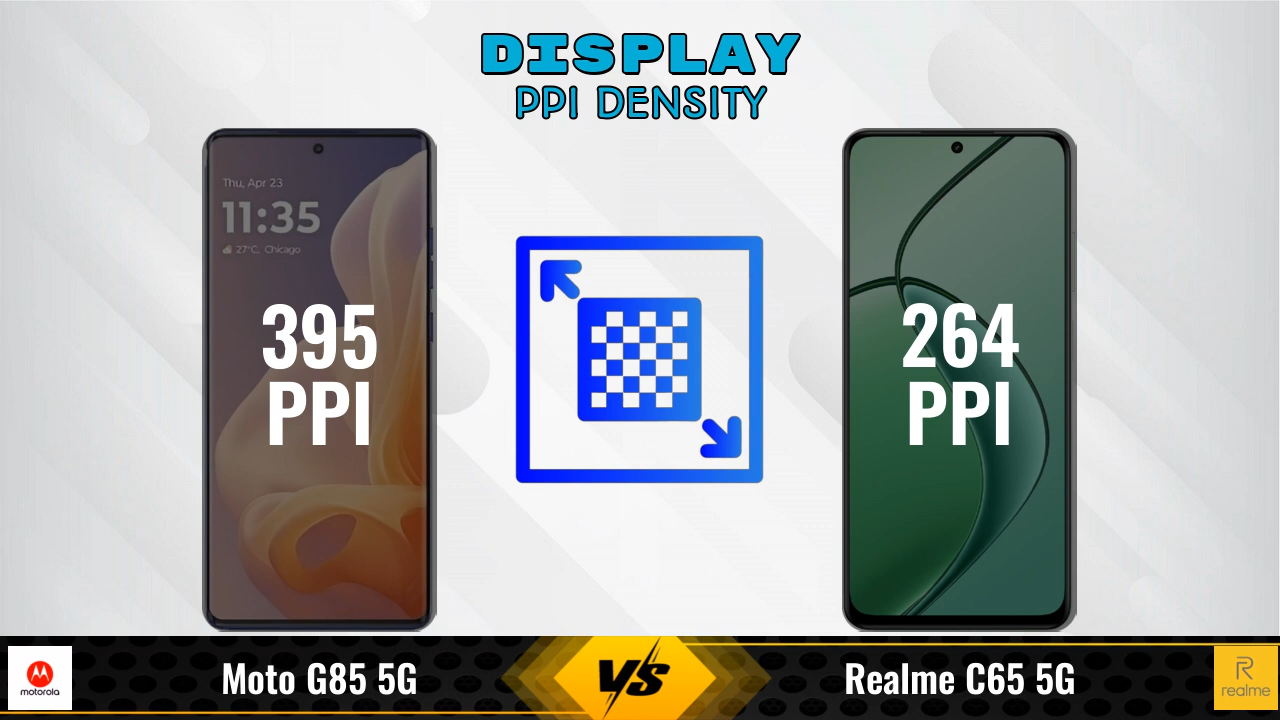 DISPLAY
PPI DENSITY
Thu, Apr 23
11:35
27°C, Chicago
395
PPI
264
PPI
motorola
Moto G85 5G
VS
Realme C65 5G
R
realme